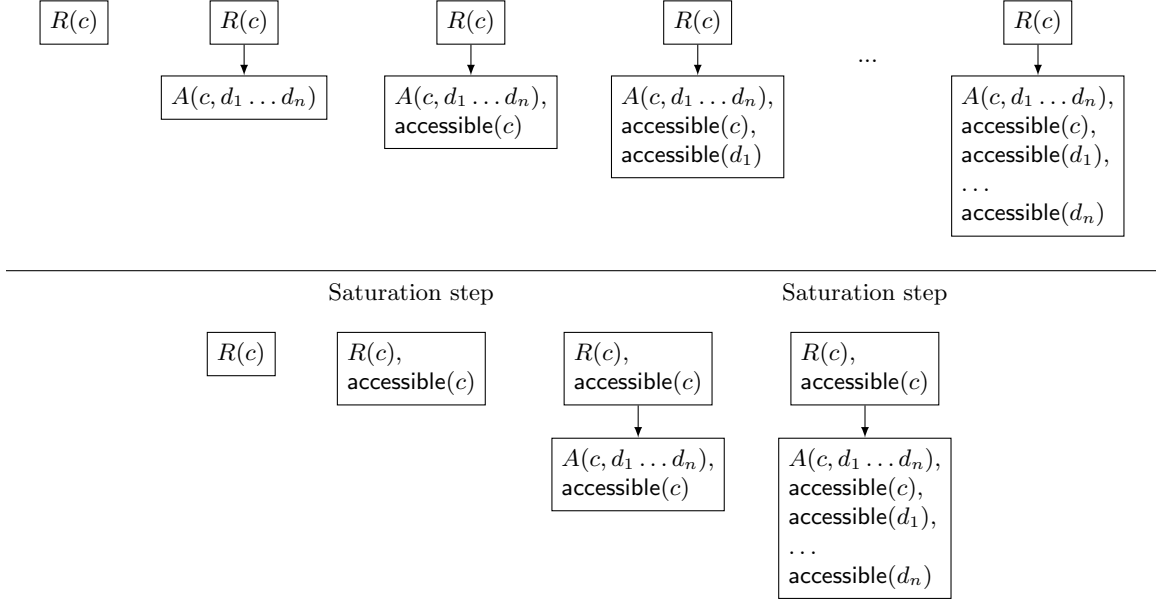 R(c)
R(c)
R(c)
R(c)
...
R(c)
A(c, d₁ … dₙ)
A(c, d₁ … dₙ),
accessible(c)
A(c, d₁ … dₙ),
accessible(c),
accessible(d₁)
A(c, d₁ … dₙ),
accessible(c),
accessible(d₁),
…
accessible(dₙ)
Saturation step
Saturation step
R(c)
R(c),
accessible(c)
R(c),
accessible(c)
R(c),
accessible(c)
A(c, d₁ … dₙ),
accessible(c)
A(c, d₁ … dₙ),
accessible(c),
accessible(d₁),
…
accessible(dₙ)